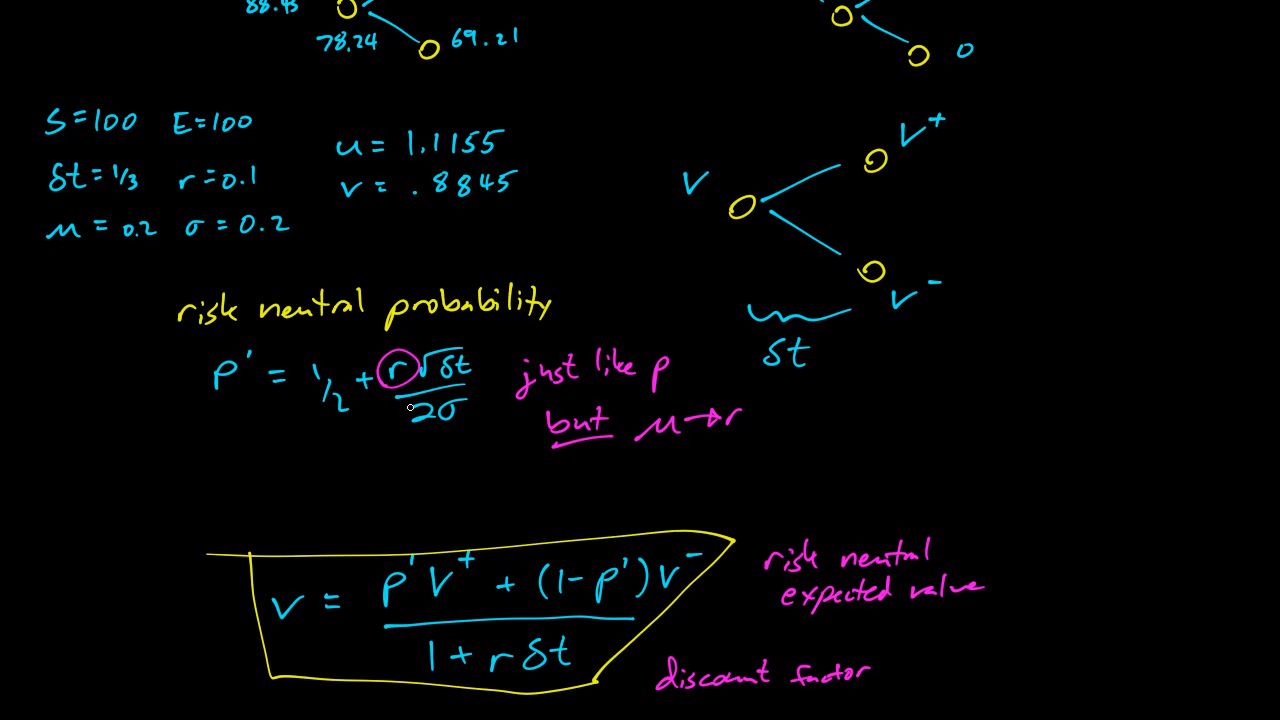 88.45
78.24 69.21
0
S=100 E=100
δt=1/3 r=0.1
μ=0.2 σ=0.2
u=1.1155
v=.8845
V
V⁺
V⁻
δt
risk neutral probability
p' = 1/2 + r√δt / 2σ
just like p
but μ→r
V = p'V⁺ + (1-p')V⁻ / 1+rδt
risk neutral
expected value
discount factor